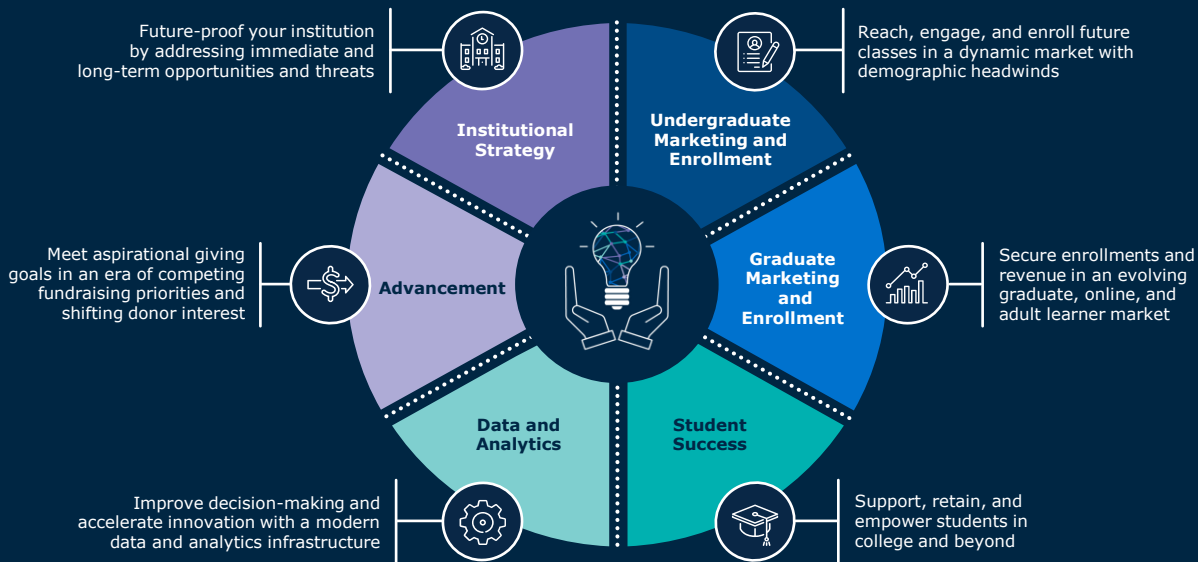 Future-proof your institution
by addressing immediate and
long-term opportunities and threats
Institutional
Strategy
Undergraduate
Marketing and
Enrollment
Reach, engage, and enroll future
classes in a dynamic market with
demographic headwinds
Meet aspirational giving
goals in an era of competing
fundraising priorities and
shifting donor interest
Advancement
Graduate
Marketing
and
Enrollment
Secure enrollments and
revenue in an evolving
graduate, online, and
adult learner market
Data and
Analytics
Student
Success
Improve decision-making and
accelerate innovation with a modern
data and analytics infrastructure
Support, retain, and
empower students in
college and beyond